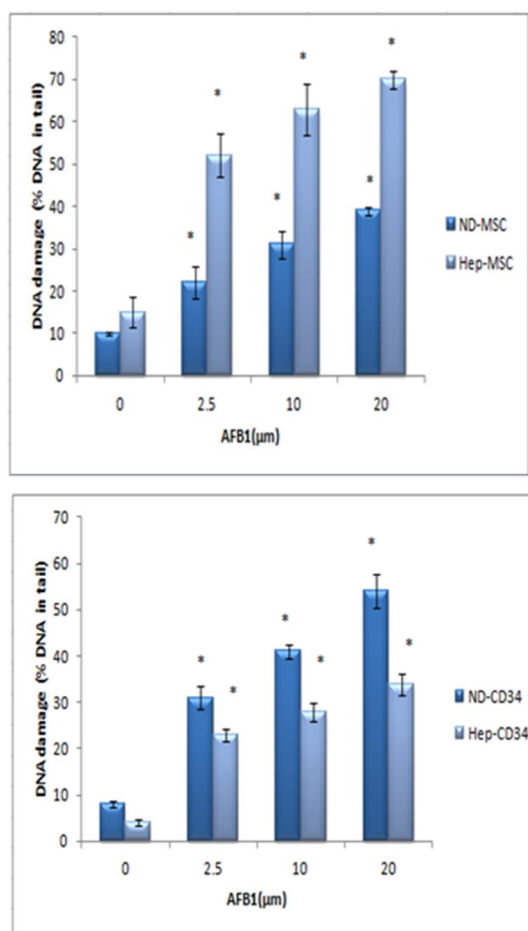 80
70
60
50
40
30
20
10
0
DNA damage (% DNA in tail)
*
*
*
*
*
*
ND-MSC
Hep-MSC
0 2.5 10 20
AFB1(µm)
70
60
50
40
30
20
10
0
DNA damage (% DNA in tail)
*
*
*
*
*
*
ND-CD34
Hep-CD34
0 2.5 10 20
AFB1(µm)